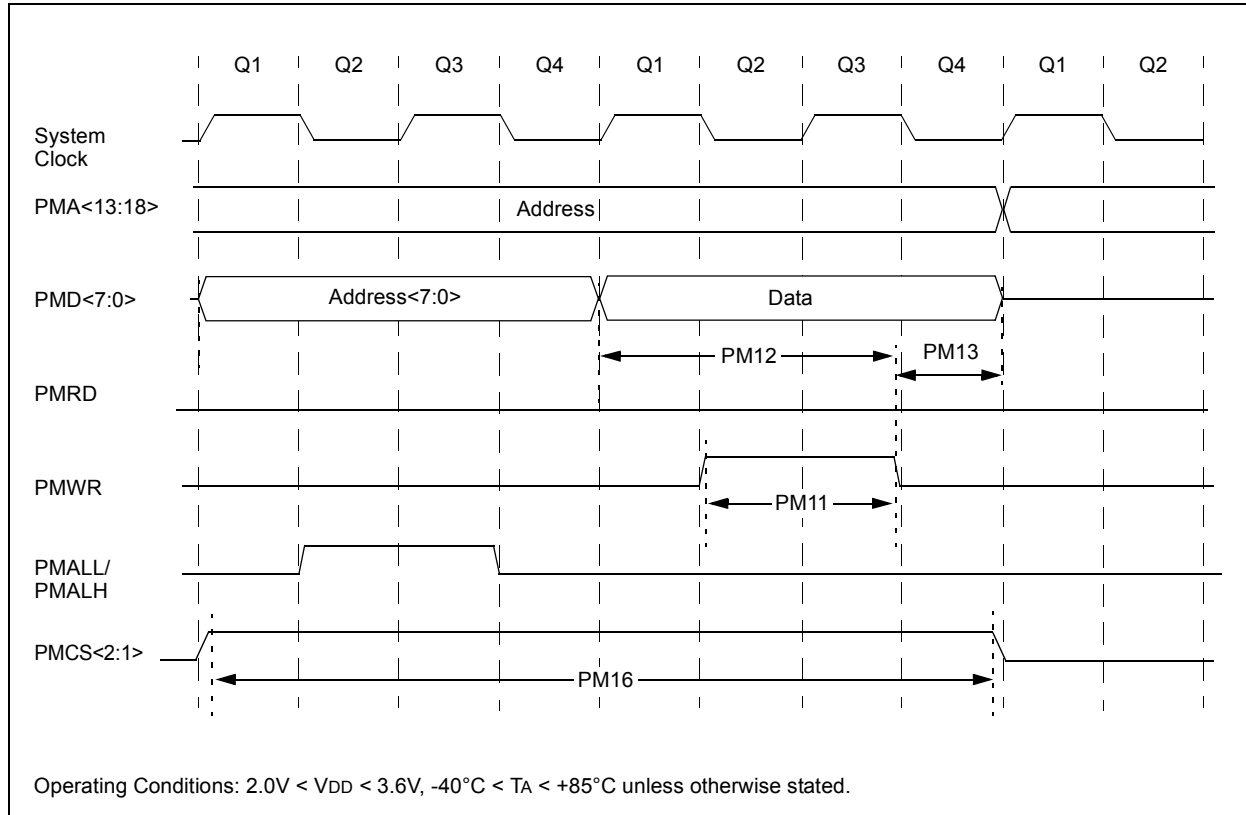 Q1 Q2 Q3 Q4 Q1 Q2 Q3 Q4 Q1 Q2
System
Clock
PMA<13:18>
Address
PMD<7:0>
Address<7:0>
Data
PM12
PM13
PMRD
PMWR
PM11
PMALL/
PMALH
PMCS<2:1>
PM16
Operating Conditions: 2.0V < VDD < 3.6V, -40°C < TA < +85°C unless otherwise stated.